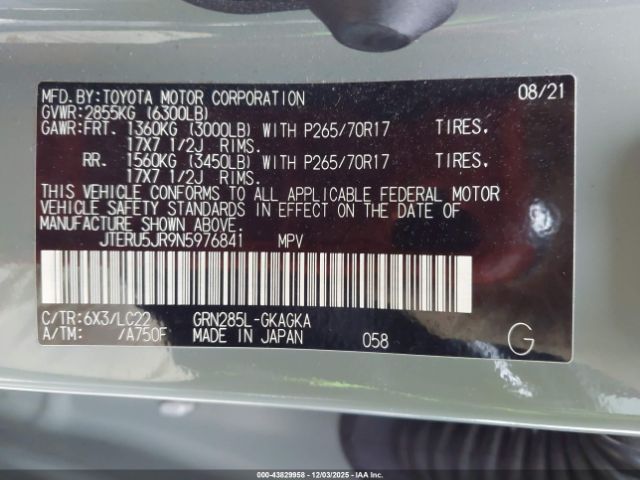 MFD.BY:TOYOTA MOTOR CORPORATION 08/21
GVWR:2855KG (6300LB)
GAWR:FRT. 1360KG (3000LB) WITH P265/70R17 TIRES.
17X7 1/2J RIMS.
RR. 1560KG (3450LB) WITH P265/70R17 TIRES.
17X7 1/2J RIMS.
THIS VEHICLE CONFORMS TO ALL APPLICABLE FEDERAL MOTOR
VEHICLE SAFETY STANDARDS IN EFFECT ON THE DATE OF
MANUFACTURE SHOWN ABOVE.
JTERU5JR9N5976841 MPV
C/TR:6X3/LC22 GRN285L-GKAGKA
A/TM: /A750F MADE IN JAPAN 058 G
000-43829958 - 12/03/2025 - IAA Inc.